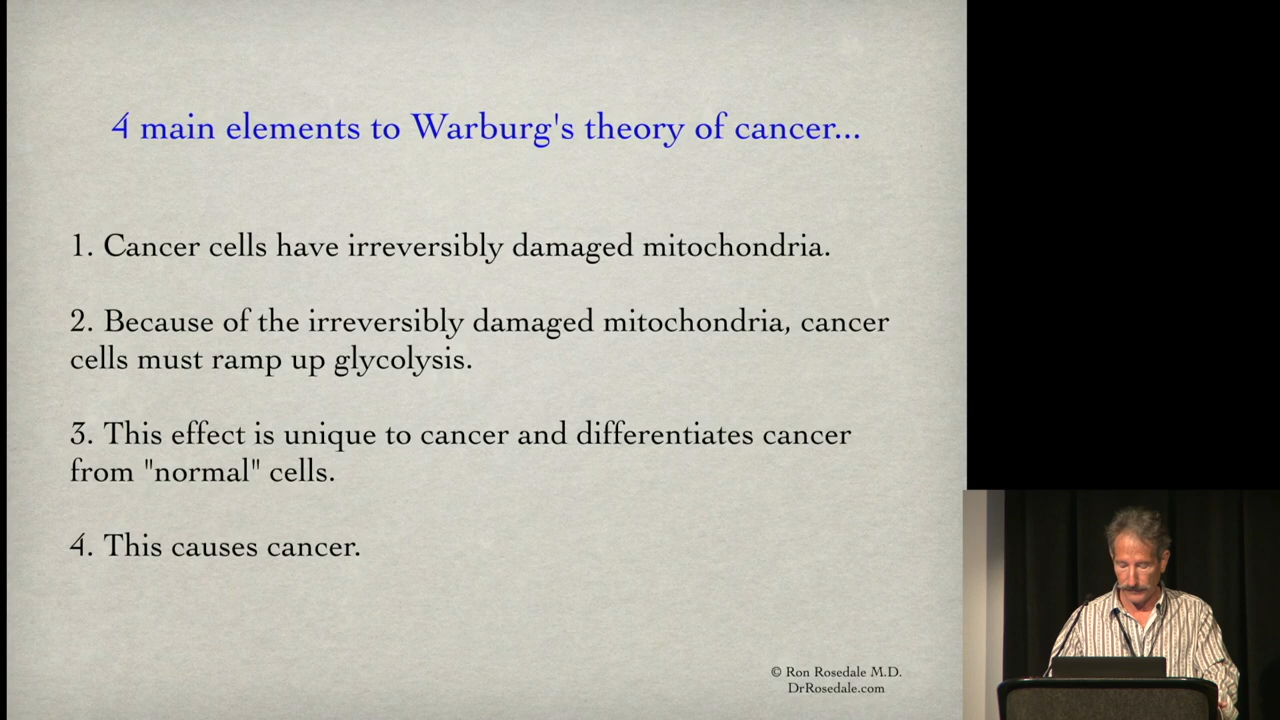 4 main elements to Warburg's theory of cancer...
1. Cancer cells have irreversibly damaged mitochondria.
2. Because of the irreversibly damaged mitochondria, cancer
cells must ramp up glycolysis.
3. This effect is unique to cancer and differentiates cancer
from "normal" cells.
4. This causes cancer.
© Ron Rosedale M.D.
DrRosedale.com